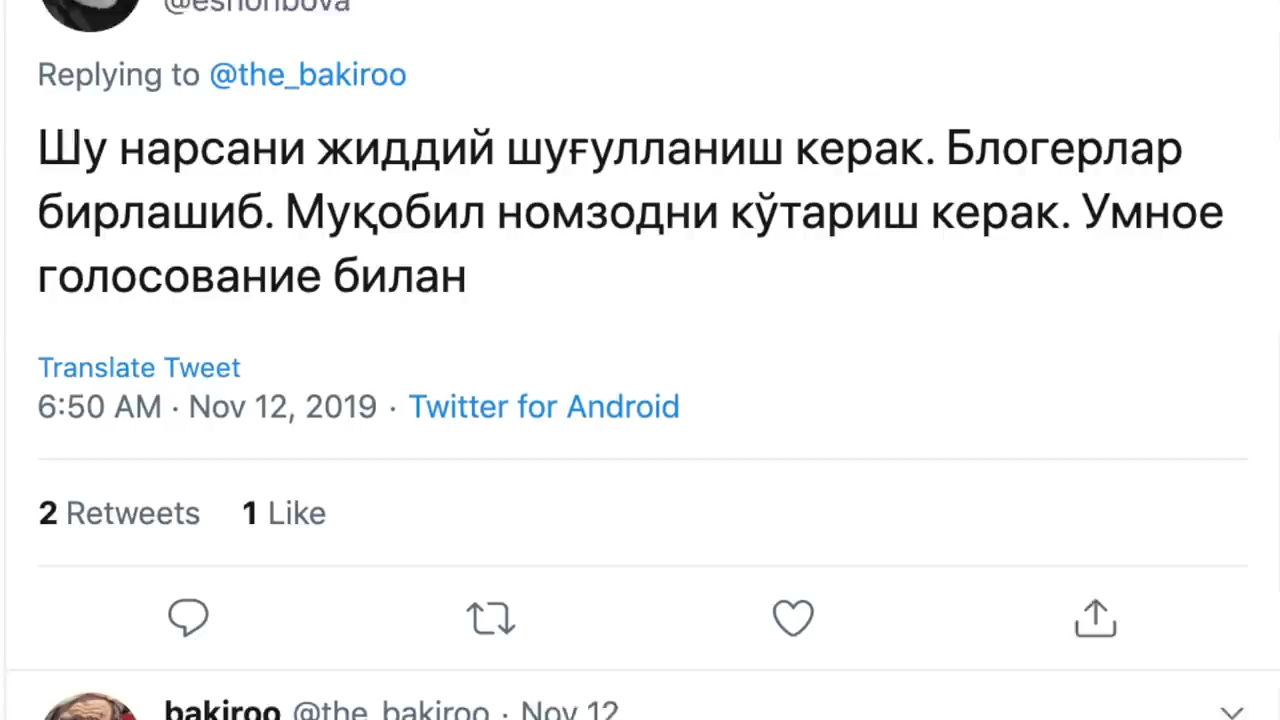 @eshonbova
Replying to @the_bakiroo
Шу нарсани жиддий шуғулланиш керак. Блогерлар
бирлашиб. Муқобил номзодни кўтариш керак. Умное
голосование билан
Translate Tweet
6:50 AM · Nov 12, 2019 · Twitter for Android
2 Retweets 1 Like
bakiroo @the_bakiroo · Nov 12